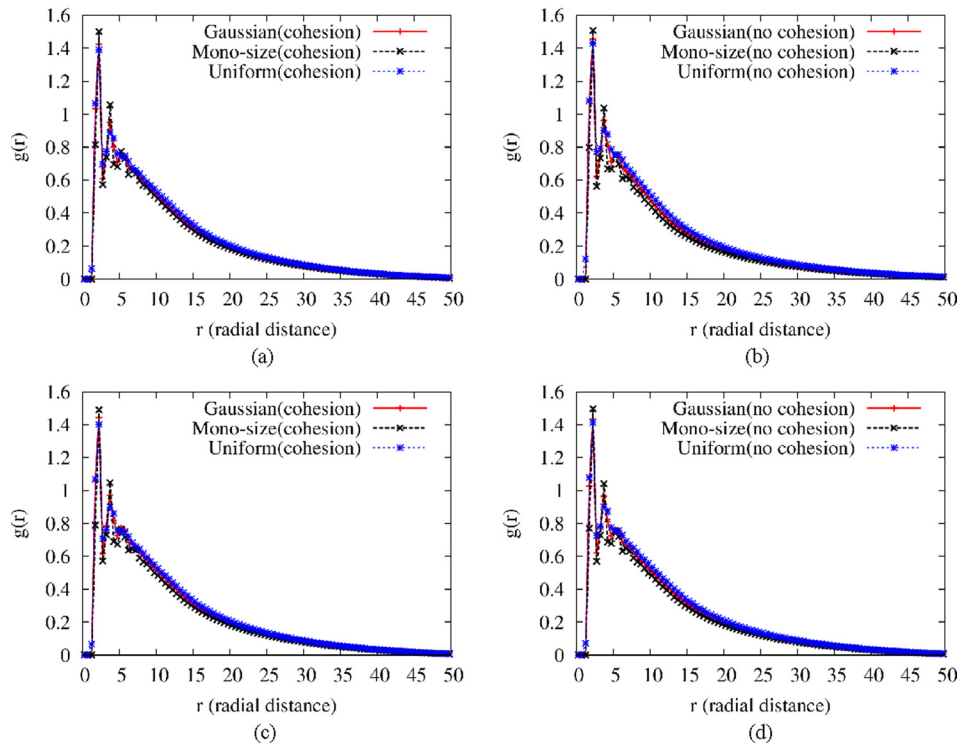 1.6
1.4
1.2
1
0.8
0.6
0.4
0.2
0
g(r)
Gaussian(cohesion)
Mono-size(cohesion)
Uniform(cohesion)
0 5 10 15 20 25 30 35 40 45 50
r (radial distance)
(a)
1.6
1.4
1.2
1
0.8
0.6
0.4
0.2
0
g(r)
Gaussian(no cohesion)
Mono-size(no cohesion)
Uniform(no cohesion)
0 5 10 15 20 25 30 35 40 45 50
r (radial distance)
(b)
1.6
1.4
1.2
1
0.8
0.6
0.4
0.2
0
g(r)
Gaussian(cohesion)
Mono-size(cohesion)
Uniform(cohesion)
0 5 10 15 20 25 30 35 40 45 50
r (radial distance)
(c)
1.6
1.4
1.2
1
0.8
0.6
0.4
0.2
0
g(r)
Gaussian(no cohesion)
Mono-size(no cohesion)
Uniform(no cohesion)
0 5 10 15 20 25 30 35 40 45 50
r (radial distance)
(d)